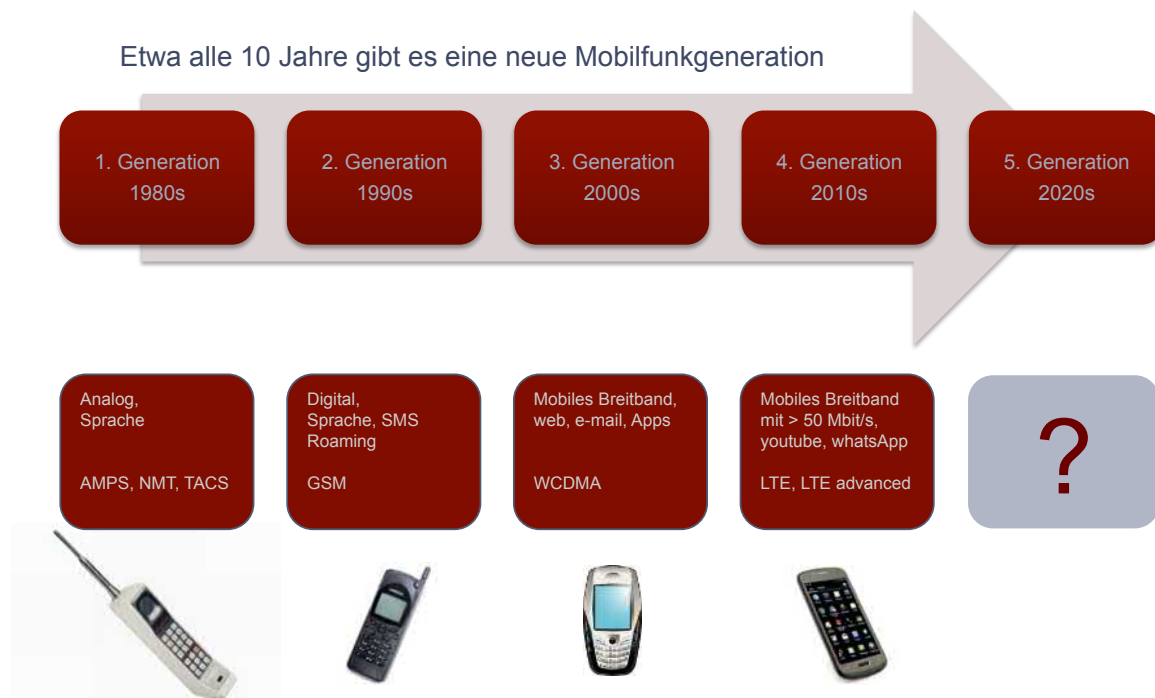 Etwa alle 10 Jahre gibt es eine neue Mobilfunkgeneration
1. Generation
1980s
2. Generation
1990s
3. Generation
2000s
4. Generation
2010s
5. Generation
2020s
Analog,
Sprache
AMPS, NMT, TACS
Digital,
Sprache, SMS
Roaming
GSM
Mobiles Breitband,
web, e-mail, Apps
WCDMA
Mobiles Breitband
mit > 50 Mbit/s,
youtube, whatsApp
LTE, LTE advanced
?